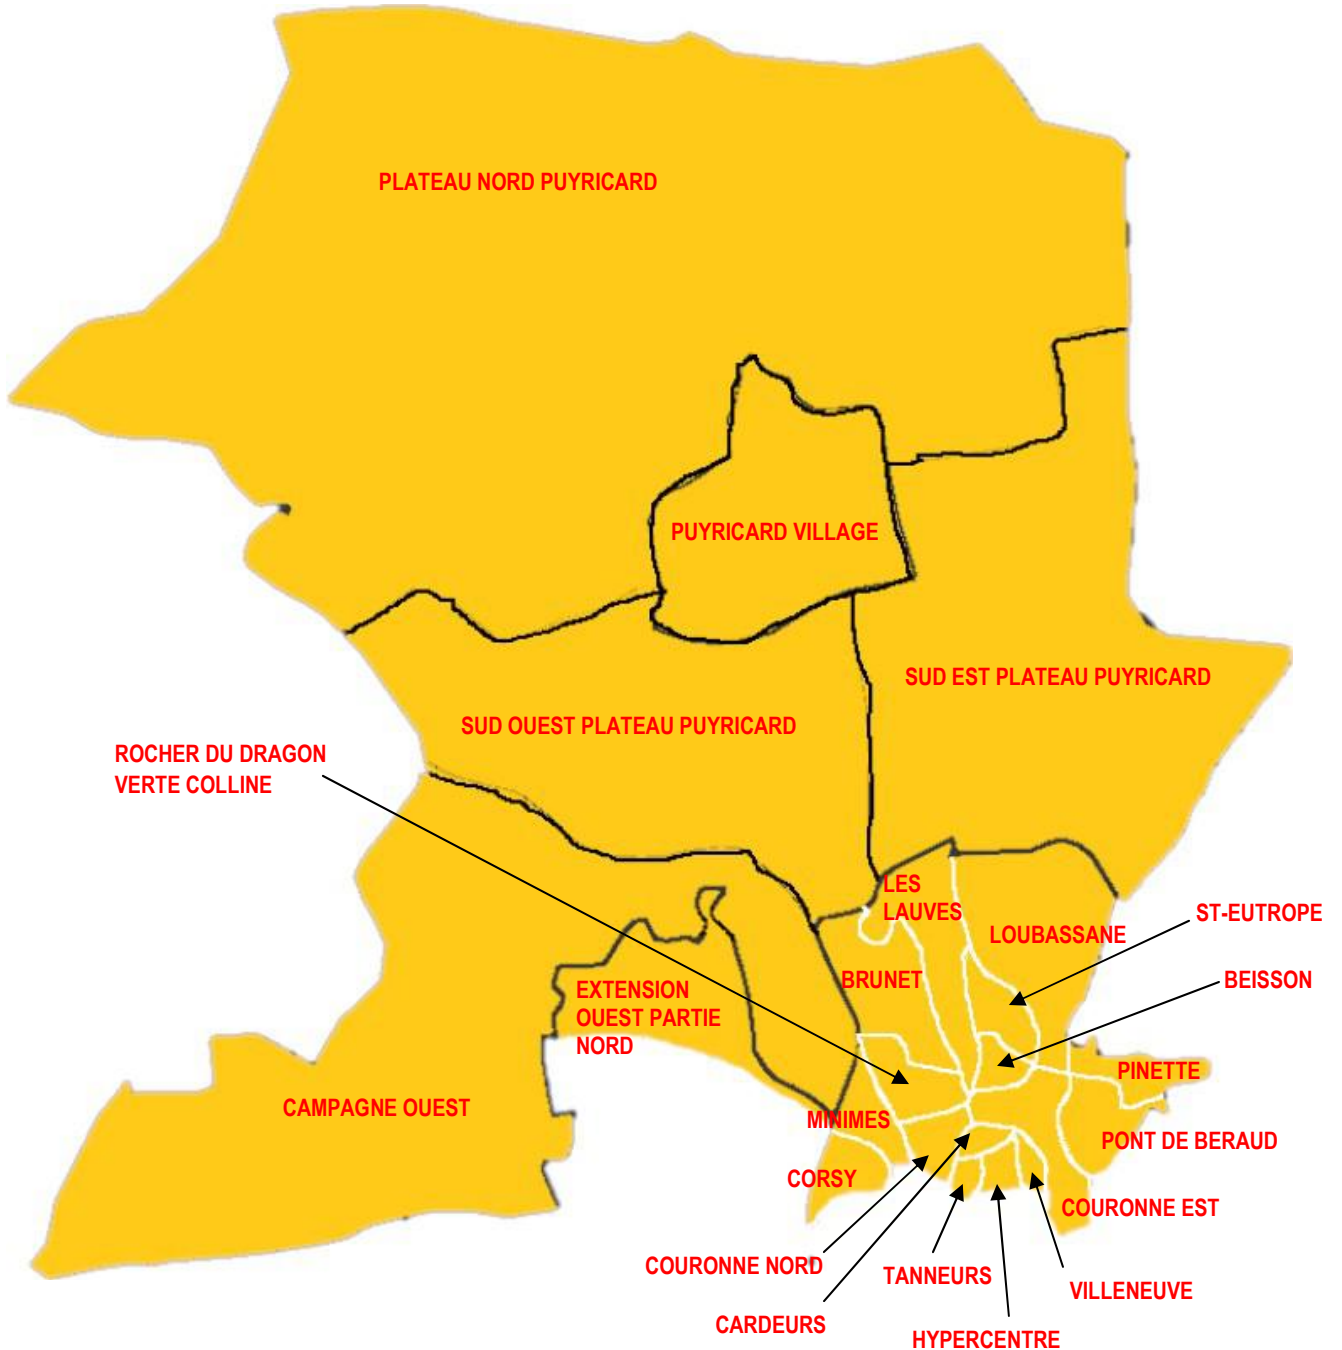 PLATEAU NORD PUYRICARD
PUYRICARD VILLAGE
SUD EST PLATEAU PUYRICARD
SUD OUEST PLATEAU PUYRICARD
ROCHER DU DRAGON
VERTE COLLINE
LES
LAUVES
ST-EUTROPE
LOUBASSANE
BRUNET
BEISSON
EXTENSION
OUEST PARTIE
NORD
PINETTE
CAMPAGNE OUEST
MINIMES
PONT DE BERAUD
CORSY
COURONNE EST
COURONNE NORD
TANNEURS
VILLENEUVE
CARDEURS
HYPERCENTRE